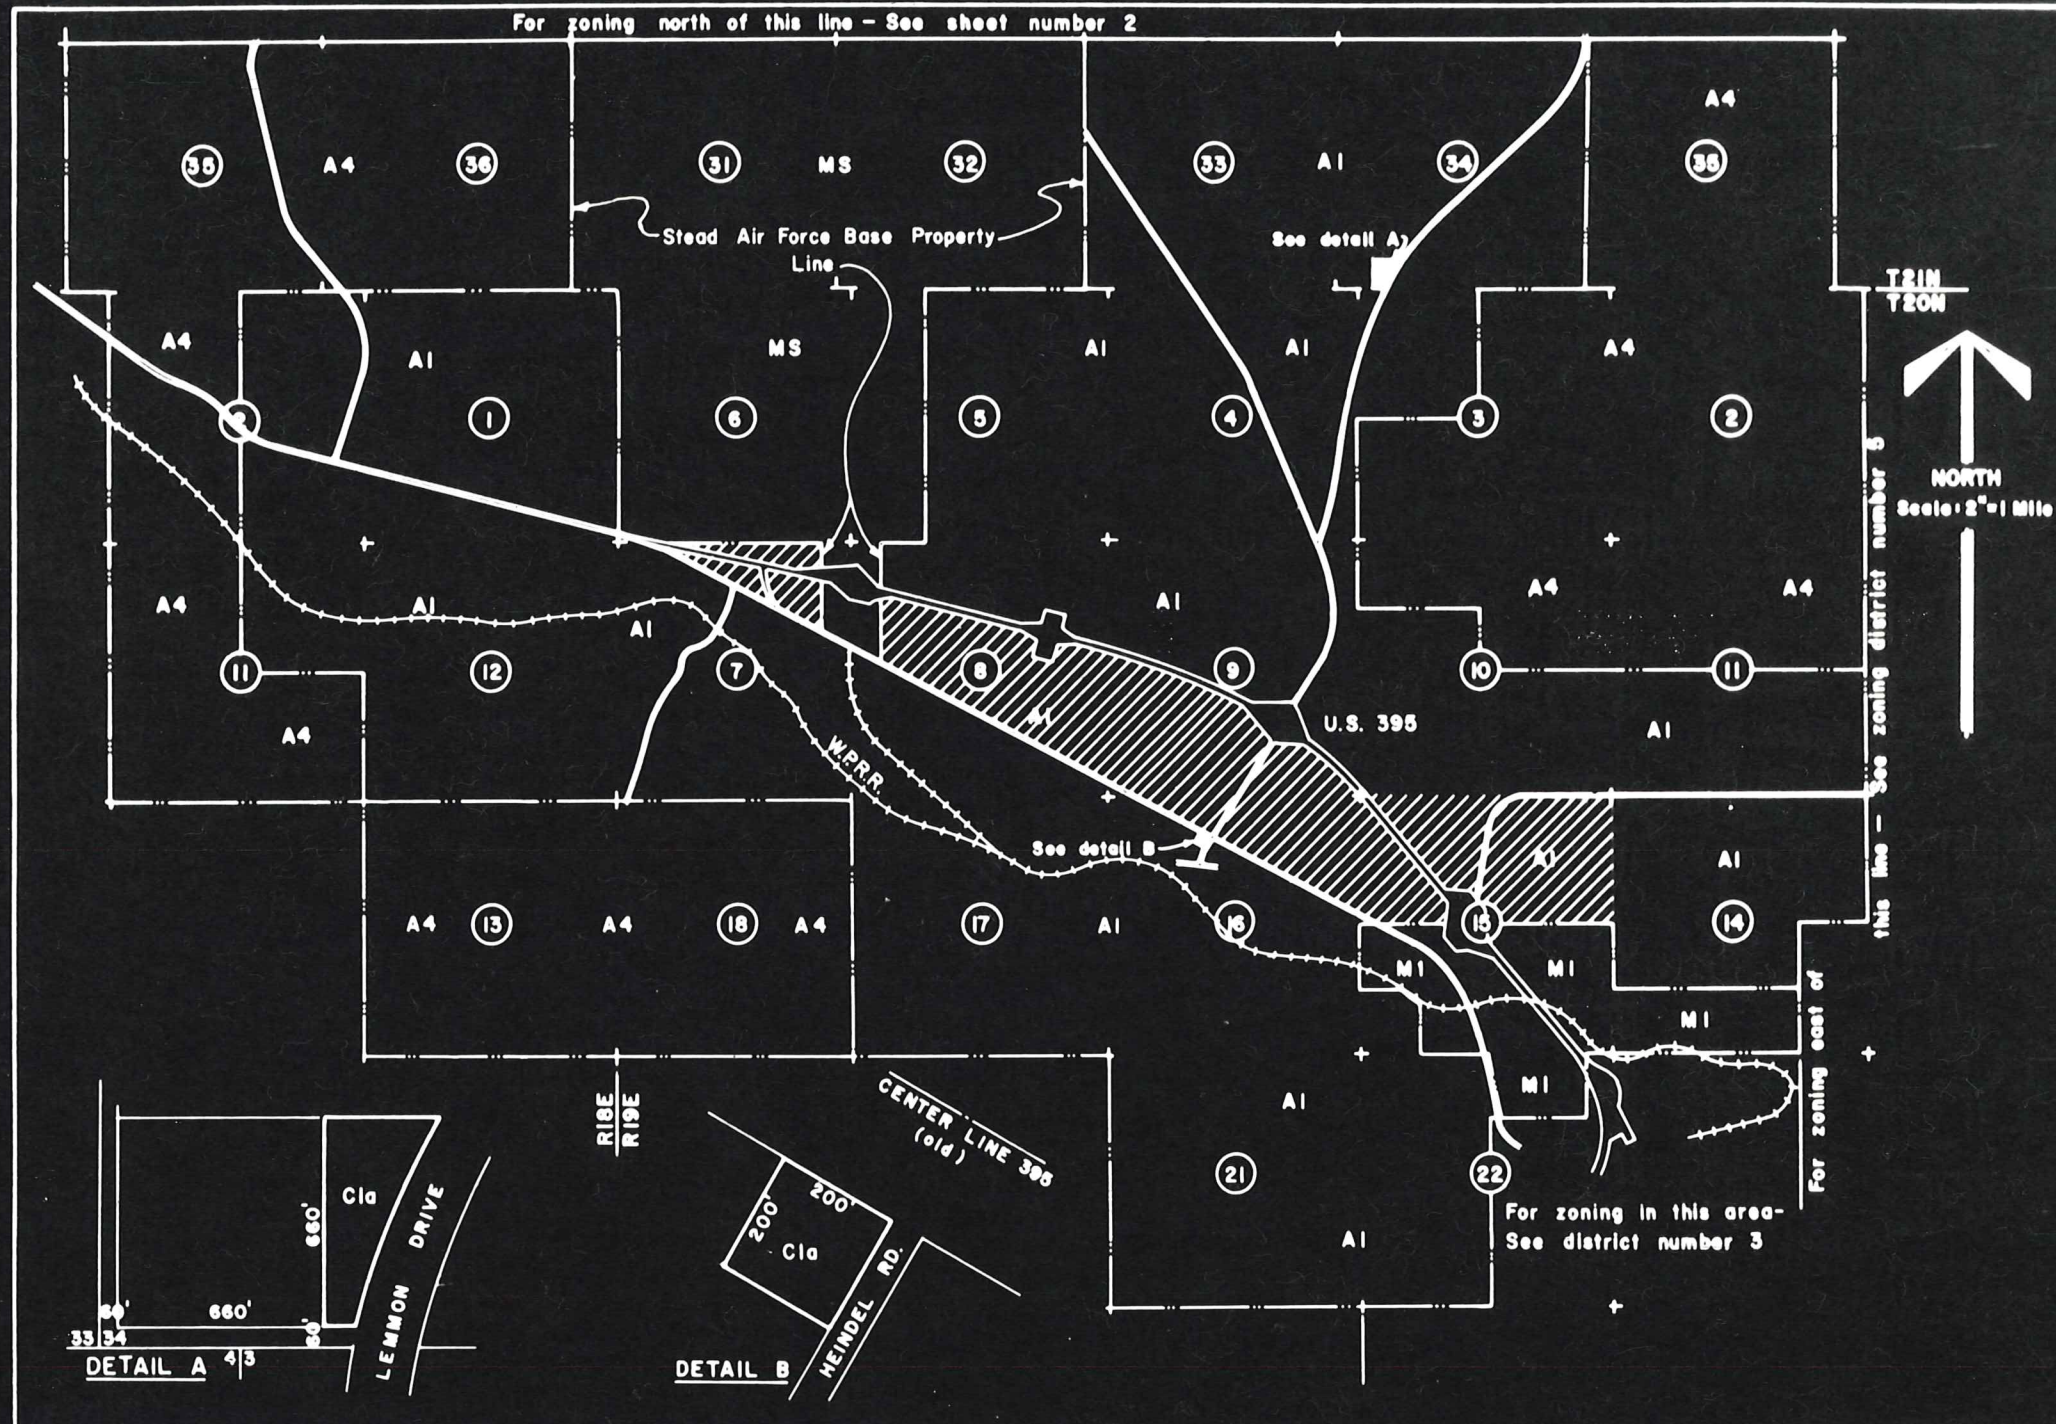 For zoning north of this line - See sheet number 2
A4
35
A4
36
31
MS
32
33
A1
34
35
Stead Air Force Base Property
Line
See detail A
T21N
T20N
A4
A1
MS
A1
A1
A4
2
1
6
5
4
3
2
NORTH
Scale: 2"=1 Mile
A4
A1
A1
A1
A4
A4
11
12
7
8
9
10
11
A4
A1
U.S. 395
A1
W.P.R.R.
See detail B
A1
A1
A4
13
A4
18
A4
17
A1
16
15
14
M1
M1
M1
M1
A1
21
22
A1
For zoning in this area-
See district number 3
For zoning east of
this line - See zoning district number 5
R18E
R19E
C1a
660'
60'
660'
60'
33 34
4 3
LEMMON DRIVE
DETAIL A
CENTER LINE 395
(old)
200'
200'
C1a
HEINDEL RD.
DETAIL B